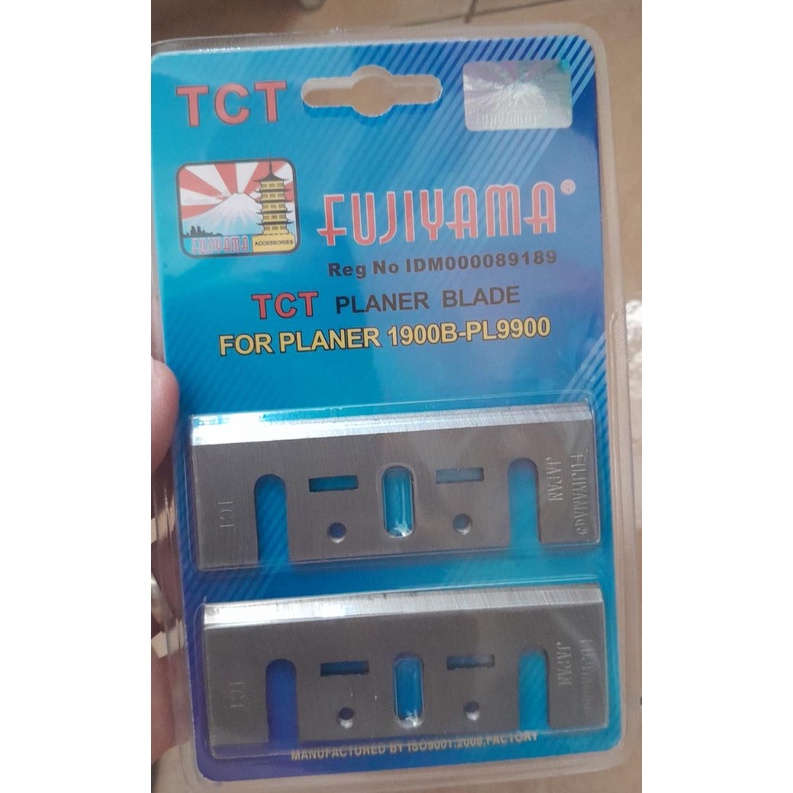 TCT
FUJIYAMA
ACCESSORIES
FUJIYAMA®
Reg No IDM000089189
TCT PLANER BLADE
FOR PLANER 1900B-PL9900
TCT
JAPAN
FUJIYAMA®
TCT
JAPAN
MANUFACTURED BY ISO9001:2008,FACTORY